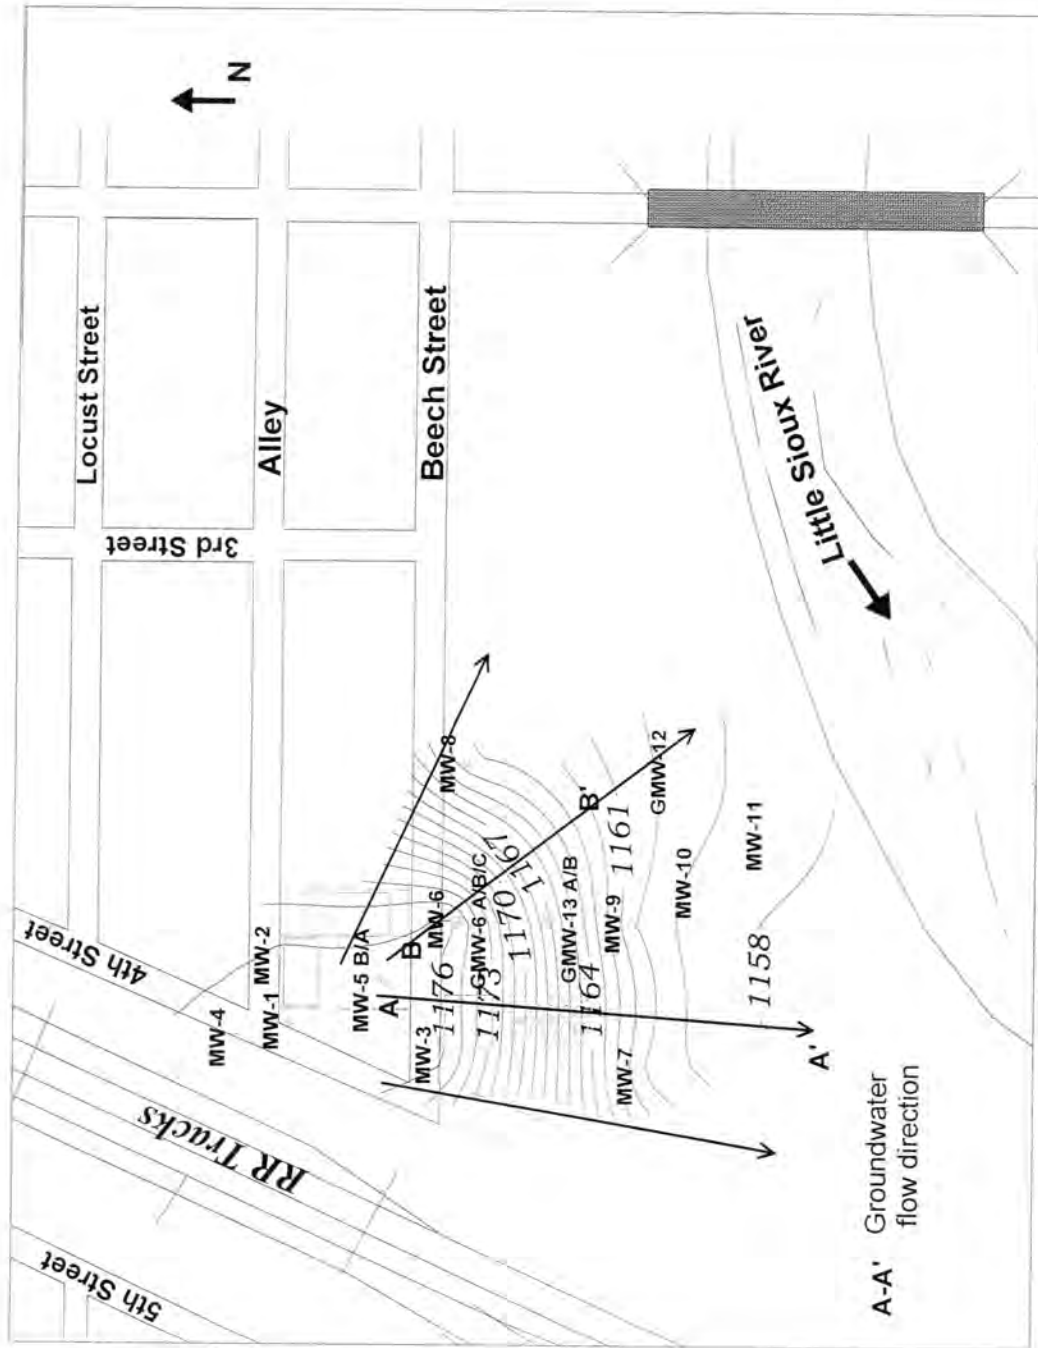 N
Locust Street
Alley
Beech Street
3rd Street
4th Street
5th Street
RR Tracks
Little Sioux River
MW-4
MW-1
MW-2
MW-5 B/A
MW-3
MW-6
MW-8
GMW-6 A/B/C
GMW-13 A/B
MW-9
MW-7
GMW-12
MW-10
MW-11
A
A'
B
B'
1176
1173
1170
1167
1164
1161
1158
A-A' Groundwater
flow direction